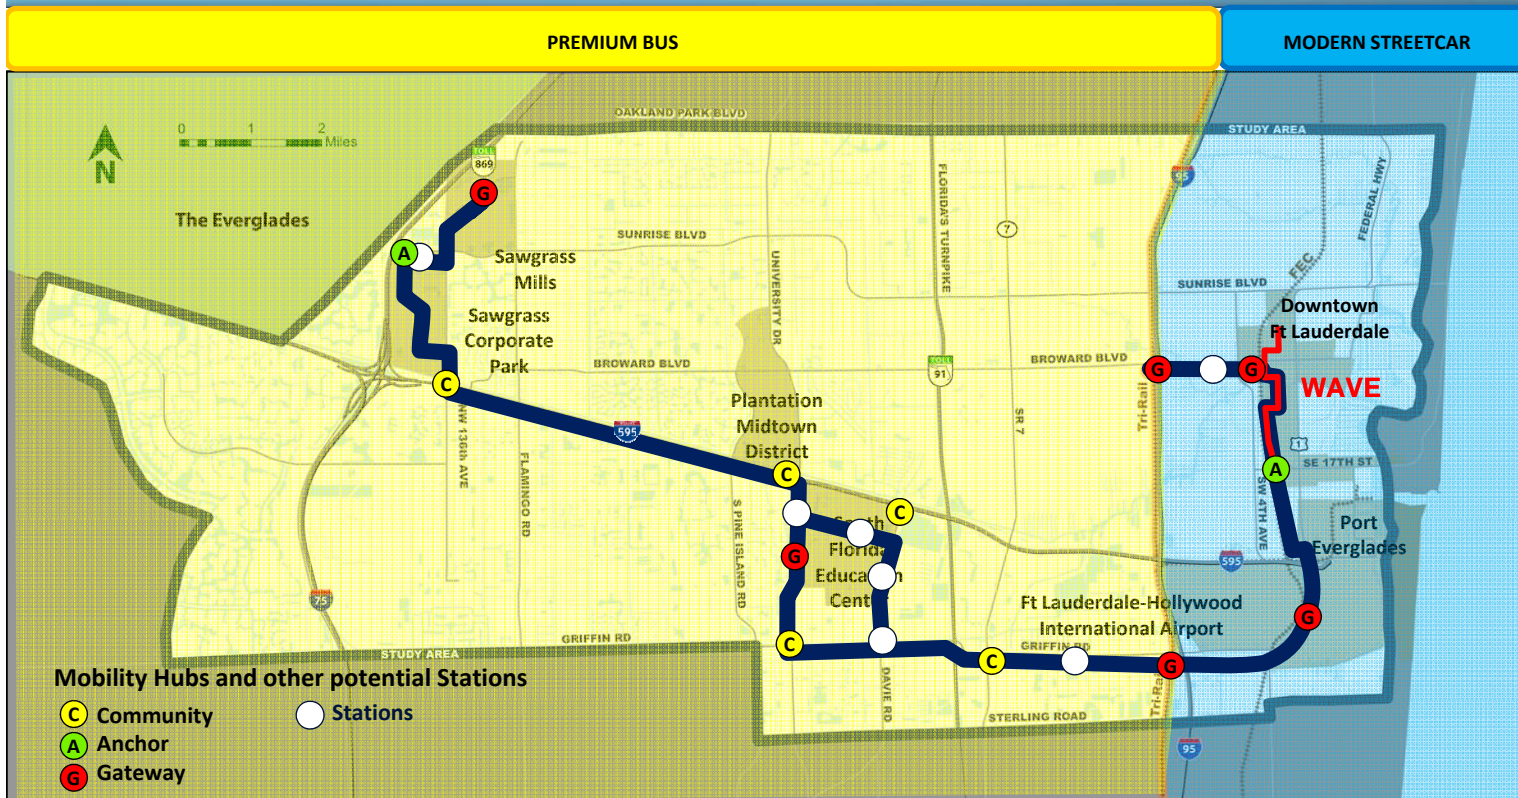 PREMIUM BUS
MODERN STREETCAR
OAKLAND PARK BLVD
STUDY AREA
0 1 2
Miles
N
TOLL
869
G
95
The Everglades
FLORIDA'S TURNPIKE
7
FEDERAL HWY
SUNRISE BLVD
A
Sawgrass
Mills
UNIVERSITY DR
FEC
SUNRISE BLVD
Downtown
Ft Lauderdale
Sawgrass
Corporate
Park
BROWARD BLVD
TOLL
91
BROWARD BLVD
G
G
WAVE
C
Plantation
Midtown
District
Tri-Rail
NW 136th AVE
SR 7
595
1
FLAMINGO RD
C
A
SE 17TH ST
SW 4TH AVE
S PINE ISLAND RD
C
South
Florida
Education
Center
G
Port
Everglades
595
75
Ft Lauderdale-Hollywood
International Airport
G
GRIFFIN RD
C
GRIFFIN RD
STUDY AREA
C
G
Mobility Hubs and other potential Stations
DAVIE RD
Tri-Rail
C Community
Stations
STERLING ROAD
A Anchor
95
G Gateway